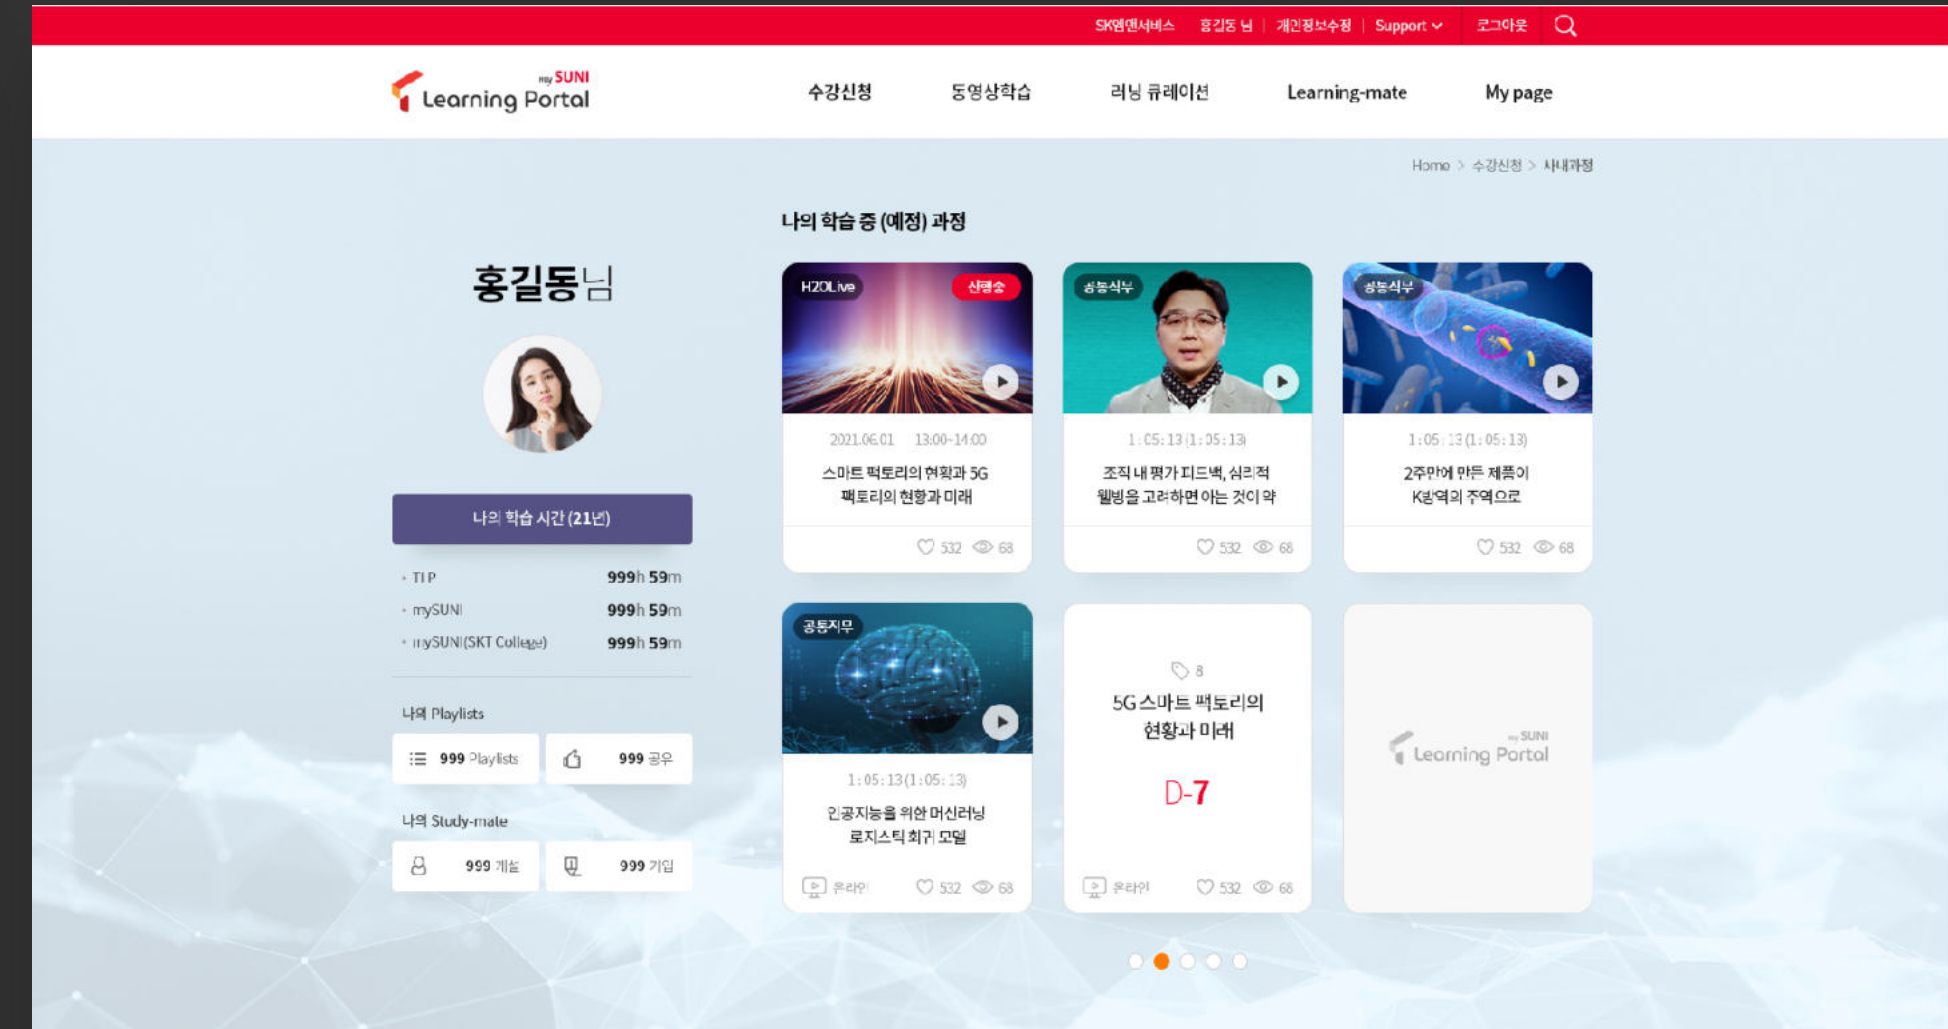 SK엠앤서비스 홍길동 님 개인정보수정 Support 로그아웃
my SUNI
Learning Portal
수강신청 동영상학습 러닝 큐레이션 Learning-mate My page
Home > 수강신청 > 사내과정
나의 학습 중 (예정) 과정
홍길동님
나의 학습 시간 (21년)
TLP 999h 59m
mySUNI 999h 59m
mySUNI(SKT College) 999h 59m
나의 Playlists
999 Playlists 999 공유
나의 Study-mate
999 개설 999 가입
H2OLive 진행중
2021.06.01 13:00~14:00
스마트 팩토리의 현황과 5G
팩토리의 현황과 미래
532 68
공통직무
1:05:13(1:05:13)
조직 내 평가 피드백, 심리적
웰빙을 고려하면 아는 것이 약
532 68
공통직무
1:05:13(1:05:13)
2주만에 만든 제품이
K방역의 주역으로
532 68
공통직무
1:05:13(1:05:13)
인공지능을 위한 머신러닝
로지스틱 회귀 모델
온라인 532 68
8
5G 스마트 팩토리의
현황과 미래
D-7
온라인 532 68
my SUNI
Learning Portal